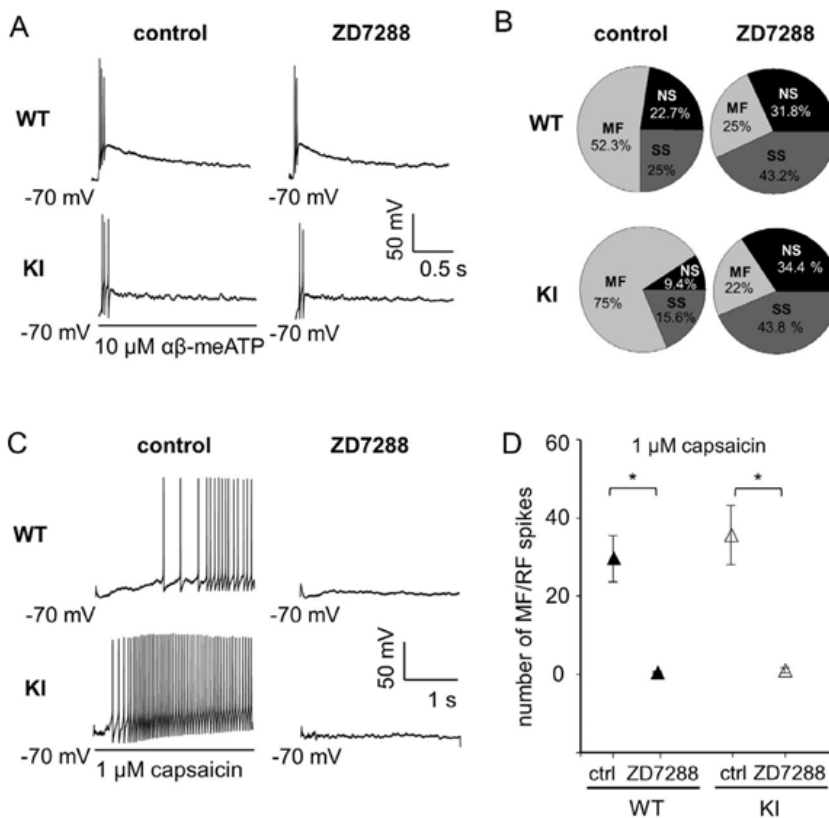 A
control
ZD7288
WT
-70 mV
50 mV
0.5 s
KI
-70 mV
-70 mV
10 µM αβ-meATP
B
control
ZD7288
WT
MF
52.3%
NS
22.7%
SS
25%
MF
25%
NS
31.8%
SS
43.2%
KI
MF
75%
NS
9.4%
SS
15.6%
MF
22%
NS
34.4 %
SS
43.8 %
C
control
ZD7288
WT
-70 mV
-70 mV
50 mV
1 s
KI
-70 mV
-70 mV
1 µM capsaicin
D
1 µM capsaicin
number of MF/RF spikes
60
40
20
0
*
*
ctrl ZD7288 ctrl ZD7288
WT KI